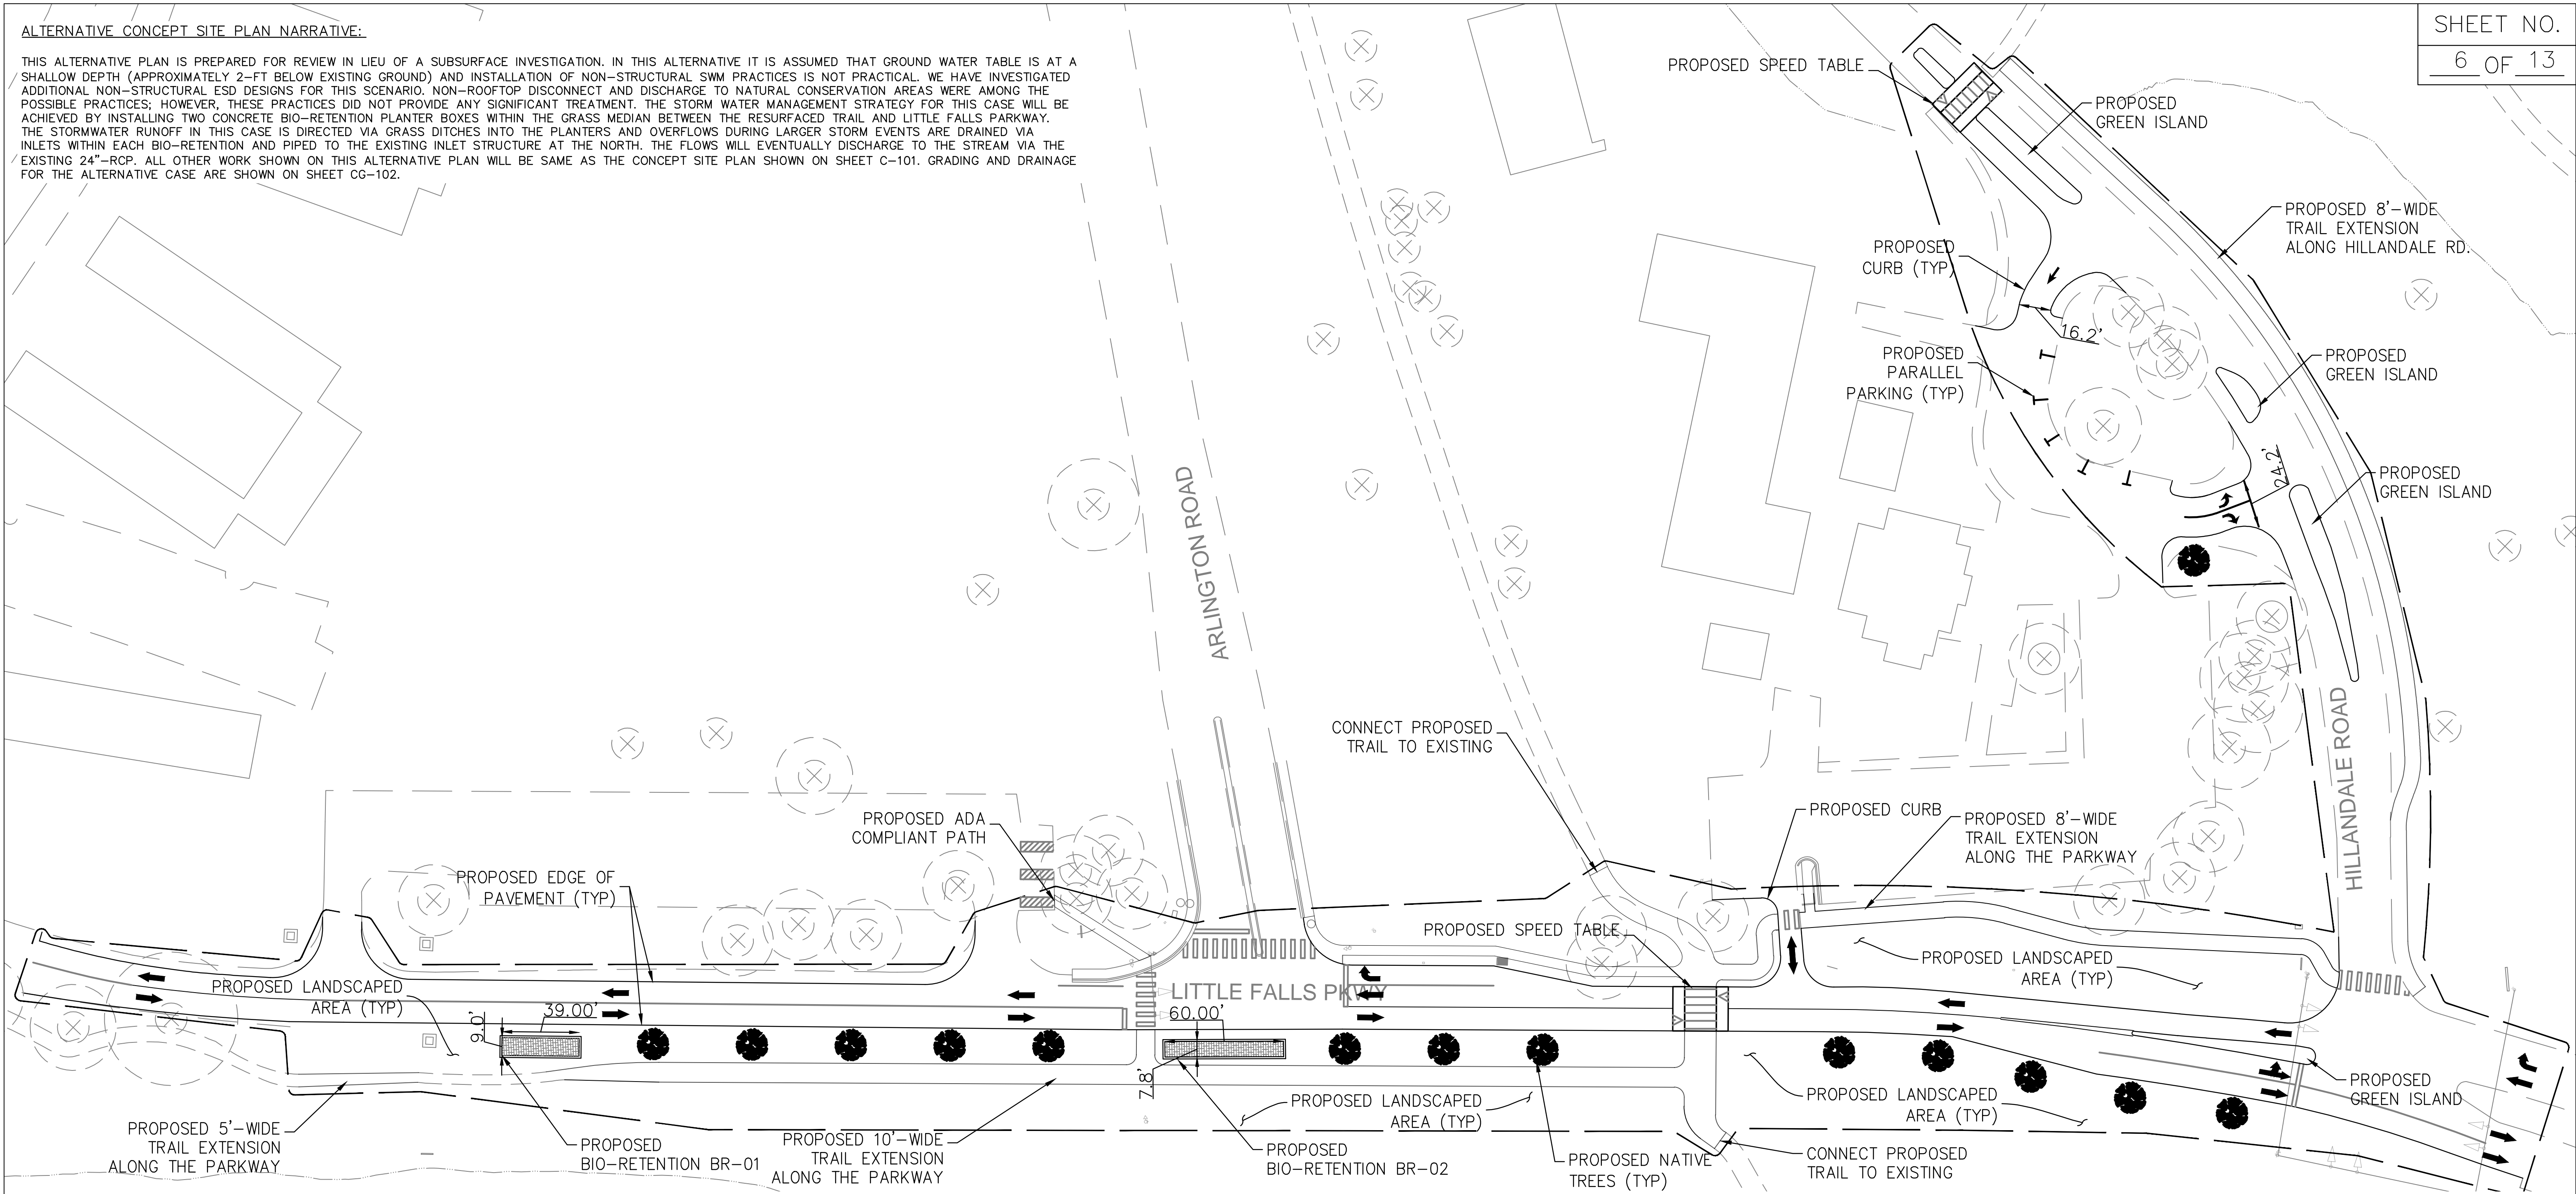 ALTERNATIVE CONCEPT SITE PLAN NARRATIVE:
THIS ALTERNATIVE PLAN IS PREPARED FOR REVIEW IN LIEU OF A SUBSURFACE INVESTIGATION. IN THIS ALTERNATIVE IT IS ASSUMED THAT GROUND WATER TABLE IS AT A
SHALLOW DEPTH (APPROXIMATELY 2-FT BELOW EXISTING GROUND) AND INSTALLATION OF NON-STRUCTURAL SWM PRACTICES IS NOT PRACTICAL. WE HAVE INVESTIGATED
ADDITIONAL NON-STRUCTURAL ESD DESIGNS FOR THIS SCENARIO. NON-ROOFTOP DISCONNECT AND DISCHARGE TO NATURAL CONSERVATION AREAS WERE AMONG THE
POSSIBLE PRACTICES; HOWEVER, THESE PRACTICES DID NOT PROVIDE ANY SIGNIFICANT TREATMENT. THE STORM WATER MANAGEMENT STRATEGY FOR THIS CASE WILL BE
ACHIEVED BY INSTALLING TWO CONCRETE BIO-RETENTION PLANTER BOXES WITHIN THE GRASS MEDIAN BETWEEN THE RESURFACED TRAIL AND LITTLE FALLS PARKWAY.
THE STORMWATER RUNOFF IN THIS CASE IS DIRECTED VIA GRASS DITCHES INTO THE PLANTERS AND OVERFLOWS DURING LARGER STORM EVENTS ARE DRAINED VIA
INLETS WITHIN EACH BIO-RETENTION AND PIPED TO THE EXISTING INLET STRUCTURE AT THE NORTH. THE FLOWS WILL EVENTUALLY DISCHARGE TO THE STREAM VIA THE
EXISTING 24"-RCP. ALL OTHER WORK SHOWN ON THIS ALTERNATIVE PLAN WILL BE SAME AS THE CONCEPT SITE PLAN SHOWN ON SHEET C-101. GRADING AND DRAINAGE
FOR THE ALTERNATIVE CASE ARE SHOWN ON SHEET CG-102.
SHEET NO.
6 OF 13
PROPOSED SPEED TABLE
PROPOSED
GREEN ISLAND
PROPOSED 8'-WIDE
TRAIL EXTENSION
ALONG HILLANDALE RD.
PROPOSED
CURB (TYP)
16.2'
PROPOSED
PARALLEL
PARKING (TYP)
PROPOSED
GREEN ISLAND
24.2'
PROPOSED
GREEN ISLAND
ARLINGTON ROAD
HILLANDALE ROAD
CONNECT PROPOSED
TRAIL TO EXISTING
PROPOSED ADA
COMPLIANT PATH
PROPOSED CURB
PROPOSED 8'-WIDE
TRAIL EXTENSION
ALONG THE PARKWAY
PROPOSED EDGE OF
PAVEMENT (TYP)
PROPOSED SPEED TABLE
PROPOSED LANDSCAPED
AREA (TYP)
PROPOSED LANDSCAPED
AREA (TYP)
LITTLE FALLS PKWY
9.0'
39.00'
60.00'
7.8'
PROPOSED LANDSCAPED
AREA (TYP)
PROPOSED LANDSCAPED
AREA (TYP)
PROPOSED
GREEN ISLAND
PROPOSED 5'-WIDE
TRAIL EXTENSION
ALONG THE PARKWAY
PROPOSED
BIO-RETENTION BR-01
PROPOSED 10'-WIDE
TRAIL EXTENSION
ALONG THE PARKWAY
PROPOSED
BIO-RETENTION BR-02
PROPOSED NATIVE
TREES (TYP)
CONNECT PROPOSED
TRAIL TO EXISTING